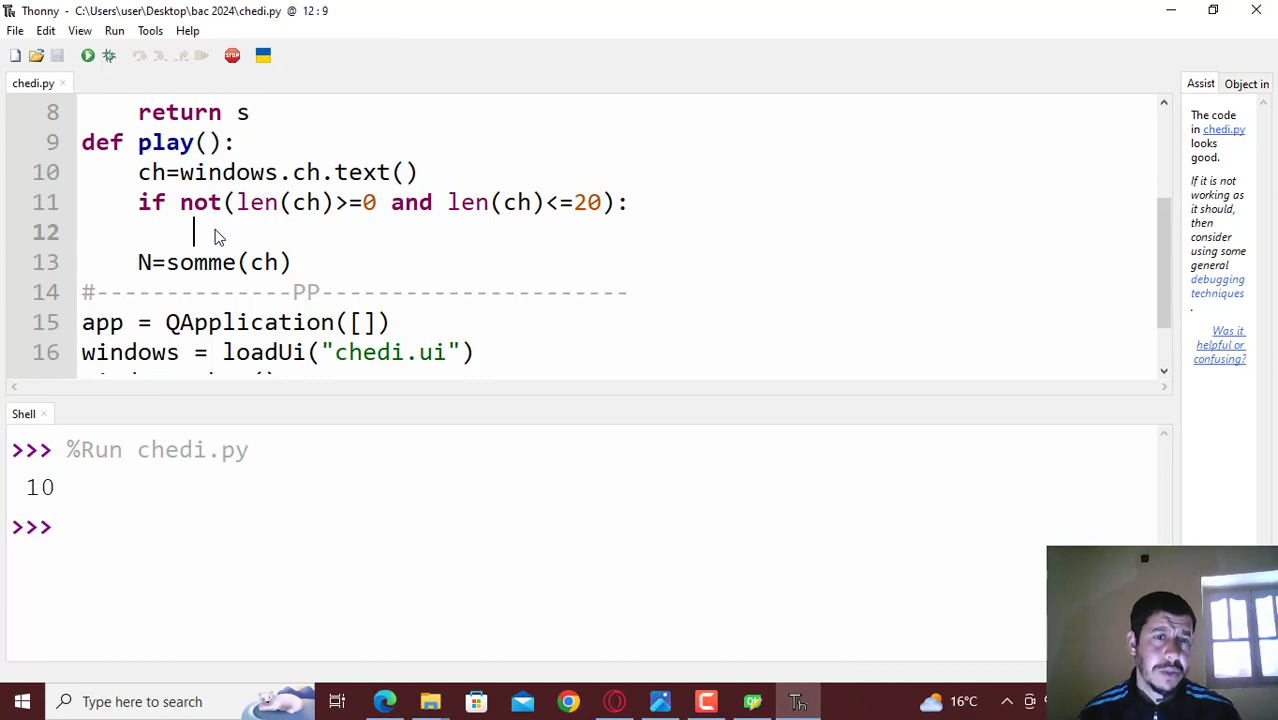 Thonny - C:\Users\user\Desktop\bac 2024\chedi.py @ 12 : 9
File Edit View Run Tools Help
chedi.py
Assist Object in
8 return s
9 def play():
10 ch=windows.ch.text()
11 if not(len(ch)>=0 and len(ch)<=20):
12
13 N=somme(ch)
14 #--------------PP----------------------
15 app = QApplication([])
16 windows = loadUi("chedi.ui")
The code
in chedi.py
looks
good.
If it is not
working as
it should,
then
consider
using some
general
debugging
techniques
.
Was it
helpful or
confusing?
Shell
>>> %Run chedi.py
10
>>>
Type here to search
16°C